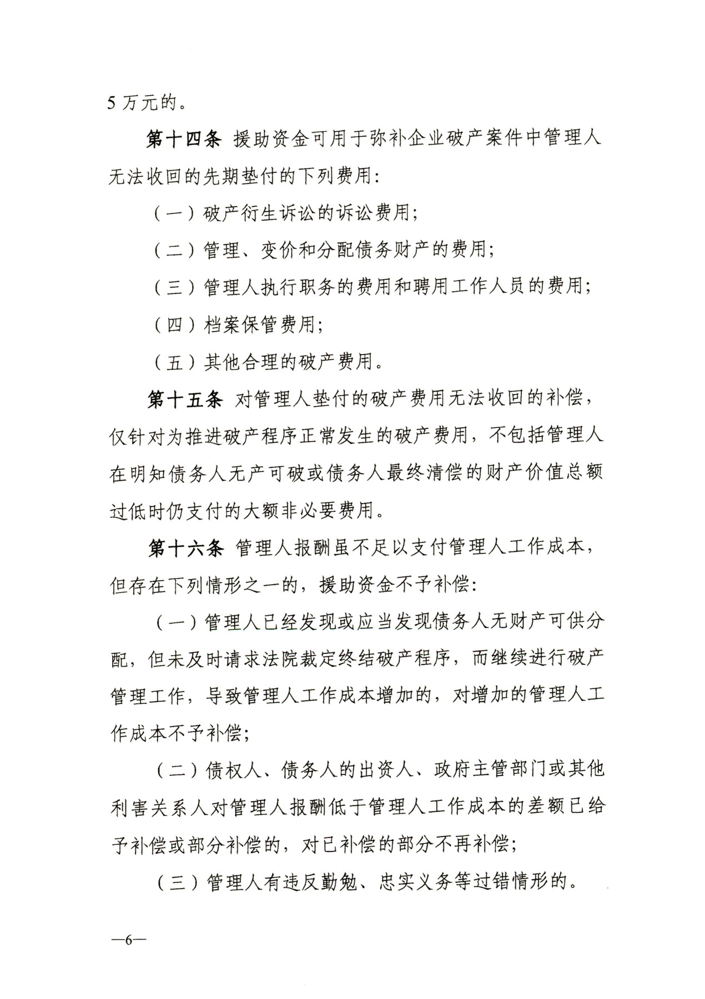 5 万元的。
第十四条 援助资金可用于弥补企业破产案件中管理人
无法收回的先期垫付的下列费用：
（一）破产衍生诉讼的诉讼费用；
（二）管理、变价和分配债务财产的费用；
（三）管理人执行职务的费用和聘用工作人员的费用；
（四）档案保管费用；
（五）其他合理的破产费用。
第十五条 对管理人垫付的破产费用无法收回的补偿，
仅针对为推进破产程序正常发生的破产费用，不包括管理人
在明知债务人无产可破或债务人最终清偿的财产价值总额
过低时仍支付的大额非必要费用。
第十六条 管理人报酬虽不足以支付管理人工作成本，
但存在下列情形之一的，援助资金不予补偿：
（一）管理人已经发现或应当发现债务人无财产可供分
配，但未及时请求法院裁定终结破产程序，而继续进行破产
管理工作，导致管理人工作成本增加的，对增加的管理人工
作成本不予补偿；
（二）债权人、债务人的出资人、政府主管部门或其他
利害关系人对管理人报酬低于管理人工作成本的差额已给
予补偿或部分补偿的，对已补偿的部分不再补偿；
（三）管理人有违反勤勉、忠实义务等过错情形的。
—6—